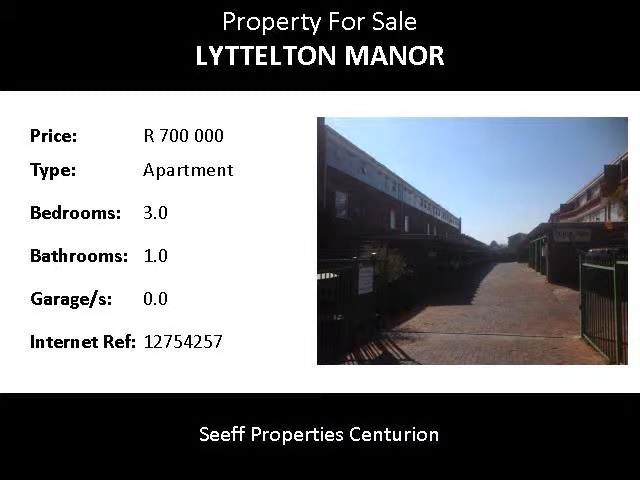 Property For Sale
LYTTELTON MANOR
Price: R 700 000
Type: Apartment
Bedrooms: 3.0
Bathrooms: 1.0
Garage/s: 0.0
Internet Ref: 12754257
Seeff Properties Centurion